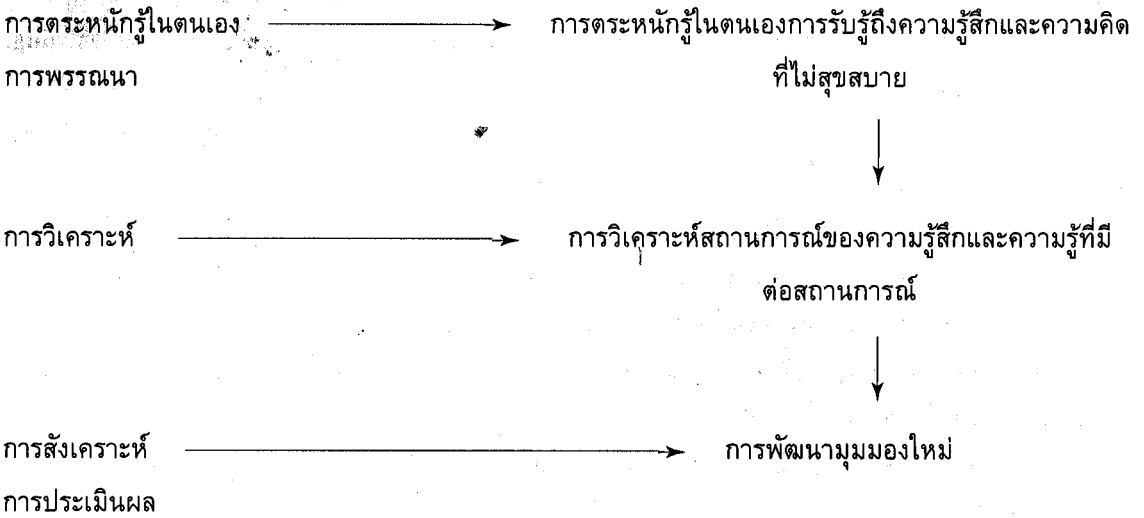 การตระหนักรู้ในตนเอง การตระหนักรู้ในตนเองการรับรู้ถึงความรู้สึกและความคิด
การพรรณนา ที่ไม่สุขสบาย
การวิเคราะห์ การวิเคราะห์สถานการณ์ของความรู้สึกและความรู้ที่มี
ต่อสถานการณ์
การสังเคราะห์ การพัฒนามุมมองใหม่
การประเมินผล